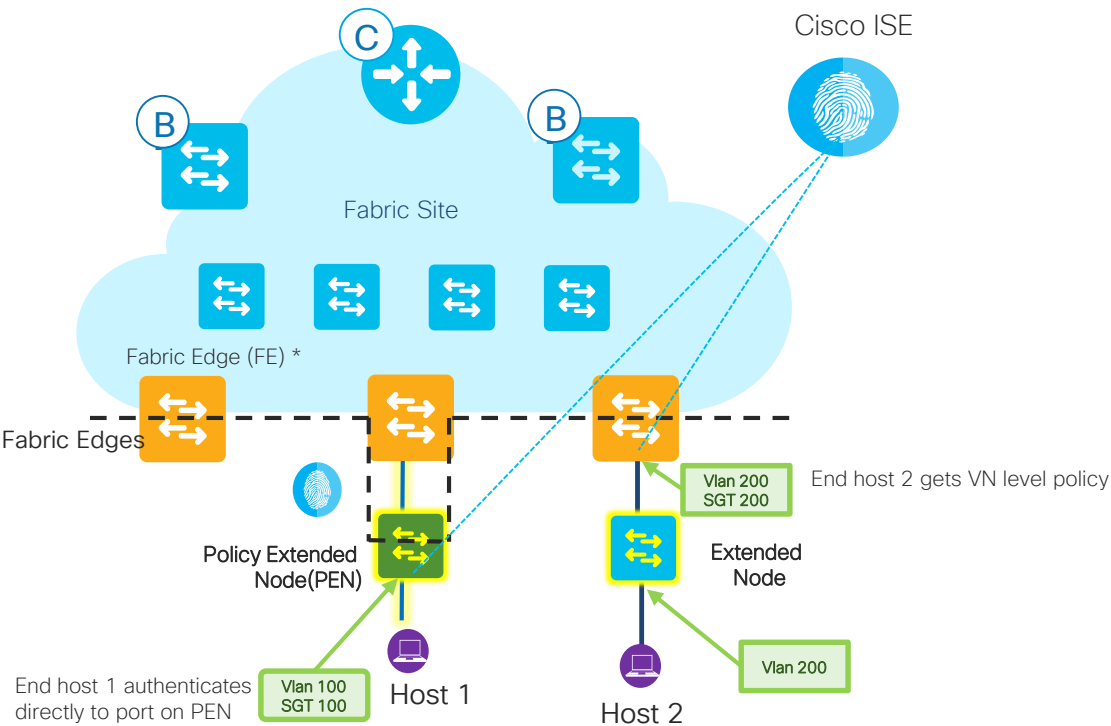 Cisco ISE
C
B
B
Fabric Site
Fabric Edge (FE) *
Fabric Edges
Vlan 200
SGT 200
End host 2 gets VN level policy
Policy Extended
Node(PEN)
Extended
Node
Vlan 200
End host 1 authenticates
directly to port on PEN
Vlan 100
SGT 100
Host 1
Host 2